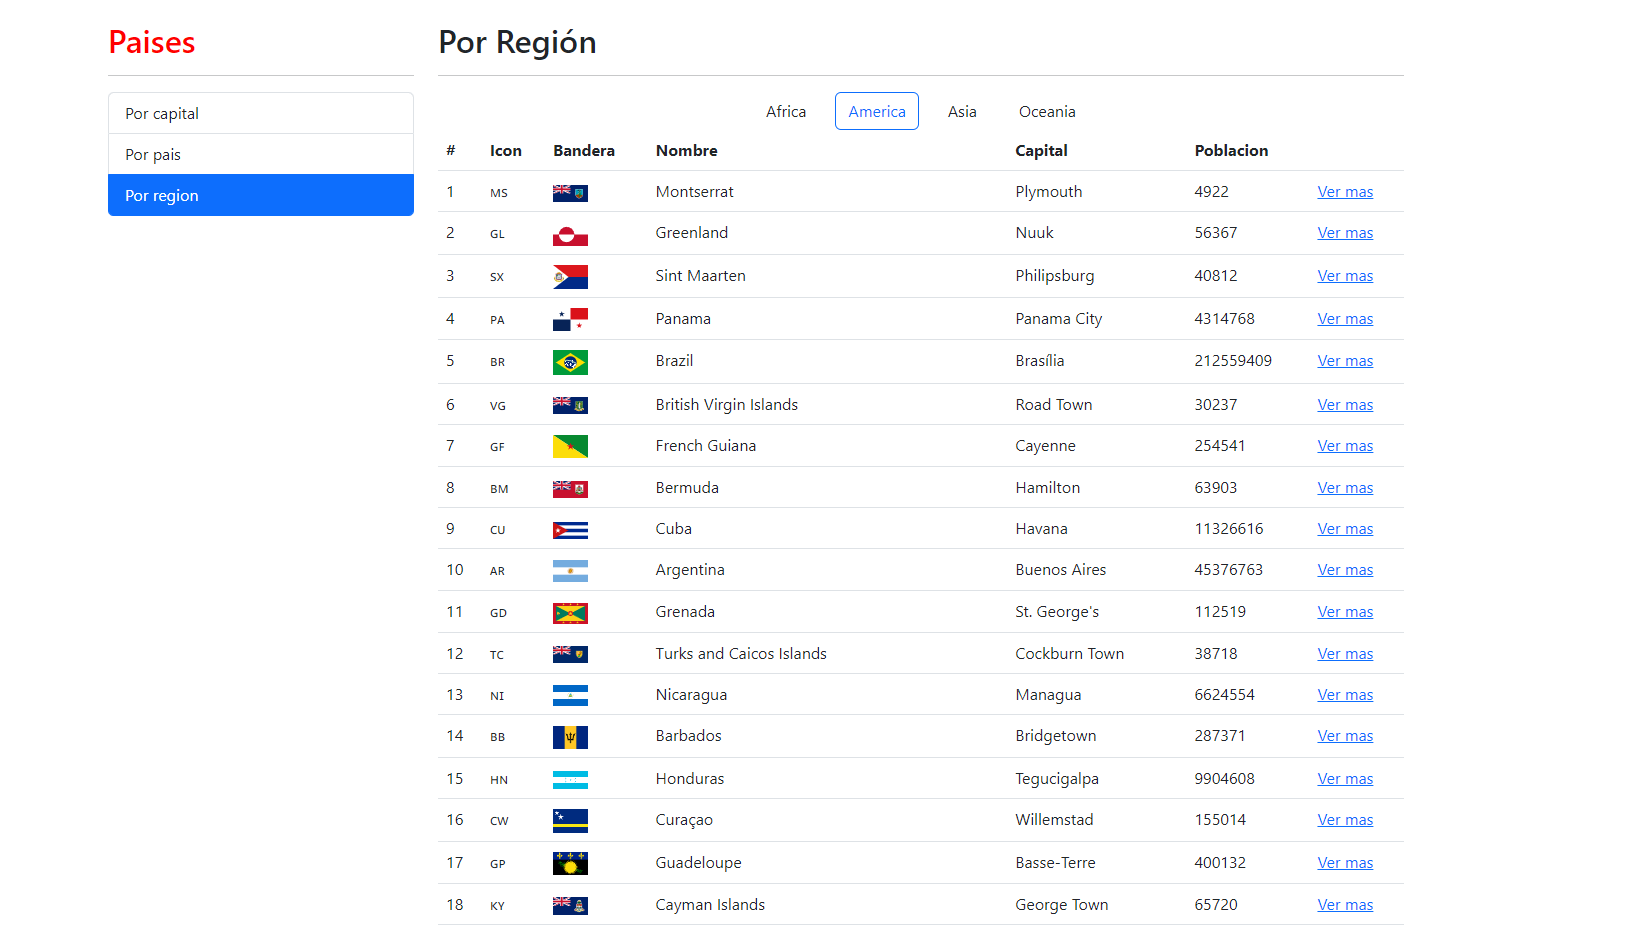 Paises
Por capital
Por pais
Por region
Por Región
Africa America Asia Oceania
# Icon Bandera Nombre Capital Poblacion
1 MS Montserrat Plymouth 4922 Ver mas
2 GL Greenland Nuuk 56367 Ver mas
3 SX Sint Maarten Philipsburg 40812 Ver mas
4 PA Panama Panama City 4314768 Ver mas
5 BR Brazil Brasília 212559409 Ver mas
6 VG British Virgin Islands Road Town 30237 Ver mas
7 GF French Guiana Cayenne 254541 Ver mas
8 BM Bermuda Hamilton 63903 Ver mas
9 CU Cuba Havana 11326616 Ver mas
10 AR Argentina Buenos Aires 45376763 Ver mas
11 GD Grenada St. George's 112519 Ver mas
12 TC Turks and Caicos Islands Cockburn Town 38718 Ver mas
13 NI Nicaragua Managua 6624554 Ver mas
14 BB Barbados Bridgetown 287371 Ver mas
15 HN Honduras Tegucigalpa 9904608 Ver mas
16 CW Curaçao Willemstad 155014 Ver mas
17 GP Guadeloupe Basse-Terre 400132 Ver mas
18 KY Cayman Islands George Town 65720 Ver mas